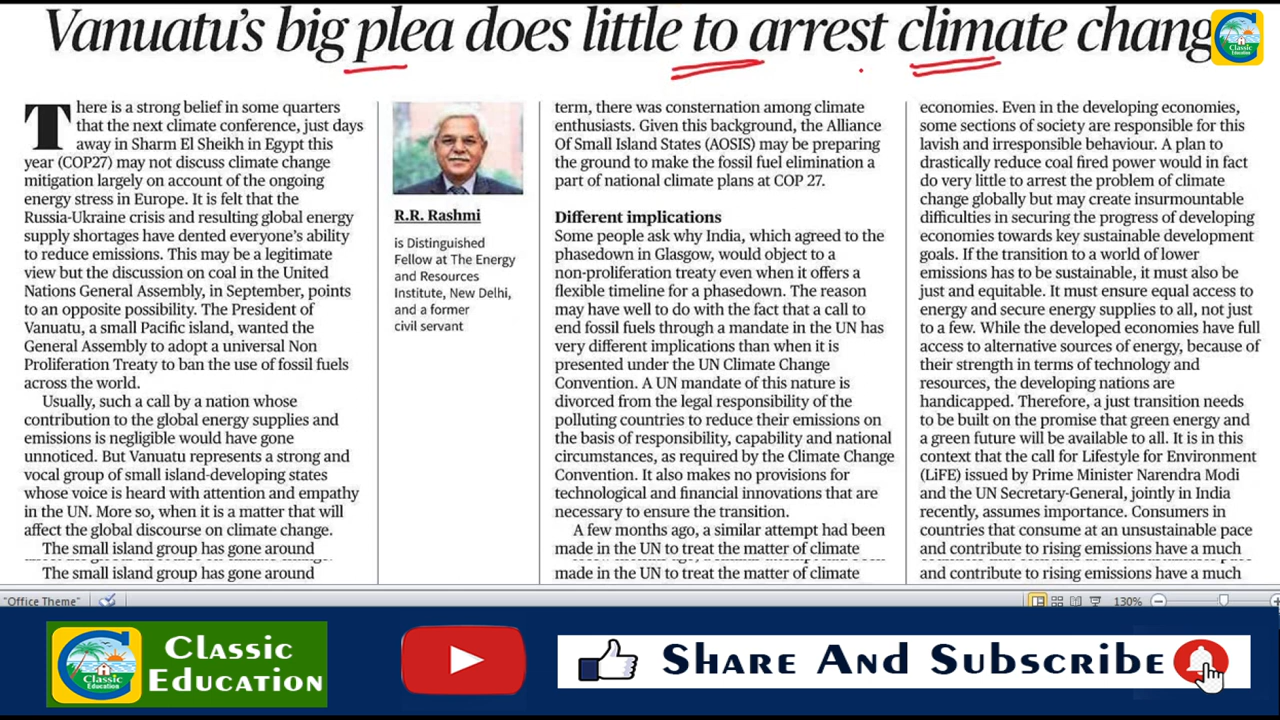 Vanuatu's big plea does little to arrest climate chang
Classic
Education
There is a strong belief in some quarters
that the next climate conference, just days
away in Sharm El Sheikh in Egypt this
year (COP27) may not discuss climate change
mitigation largely on account of the ongoing
energy stress in Europe. It is felt that the
Russia-Ukraine crisis and resulting global energy
supply shortages have dented everyone's ability
to reduce emissions. This may be a legitimate
view but the discussion on coal in the United
Nations General Assembly, in September, points
to an opposite possibility. The President of
Vanuatu, a small Pacific island, wanted the
General Assembly to adopt a universal Non
Proliferation Treaty to ban the use of fossil fuels
across the world.
Usually, such a call by a nation whose
contribution to the global energy supplies and
emissions is negligible would have gone
unnoticed. But Vanuatu represents a strong and
vocal group of small island-developing states
whose voice is heard with attention and empathy
in the UN. More so, when it is a matter that will
affect the global discourse on climate change.
The small island group has gone around
The small island group has gone around
R.R. Rashmi
is Distinguished
Fellow at The Energy
and Resources
Institute, New Delhi,
and a former
civil servant
term, there was consternation among climate
enthusiasts. Given this background, the Alliance
Of Small Island States (AOSIS) may be preparing
the ground to make the fossil fuel elimination a
part of national climate plans at COP 27.
Different implications
Some people ask why India, which agreed to the
phasedown in Glasgow, would object to a
non-proliferation treaty even when it offers a
flexible timeline for a phasedown. The reason
may have well to do with the fact that a call to
end fossil fuels through a mandate in the UN has
very different implications than when it is
presented under the UN Climate Change
Convention. A UN mandate of this nature is
divorced from the legal responsibility of the
polluting countries to reduce their emissions on
the basis of responsibility, capability and national
circumstances, as required by the Climate Change
Convention. It also makes no provisions for
technological and financial innovations that are
necessary to ensure the transition.
A few months ago, a similar attempt had been
made in the UN to treat the matter of climate
made in the UN to treat the matter of climate
economies. Even in the developing economies,
some sections of society are responsible for this
lavish and irresponsible behaviour. A plan to
drastically reduce coal fired power would in fact
do very little to arrest the problem of climate
change globally but may create insurmountable
difficulties in securing the progress of developing
economies towards key sustainable development
goals. If the transition to a world of lower
emissions has to be sustainable, it must also be
just and equitable. It must ensure equal access to
energy and secure energy supplies to all, not just
to a few. While the developed economies have full
access to alternative sources of energy, because of
their strength in terms of technology and
resources, the developing nations are
handicapped. Therefore, a just transition needs
to be built on the promise that green energy and
a green future will be available to all. It is in this
context that the call for Lifestyle for Environment
(LiFE) issued by Prime Minister Narendra Modi
and the UN Secretary-General, jointly in India
recently, assumes importance. Consumers in
countries that consume at an unsustainable pace
and contribute to rising emissions have a much
and contribute to rising emissions have a much
"Office Theme"
130%
Classic
Education
Classic
Education
Share And Subscribe